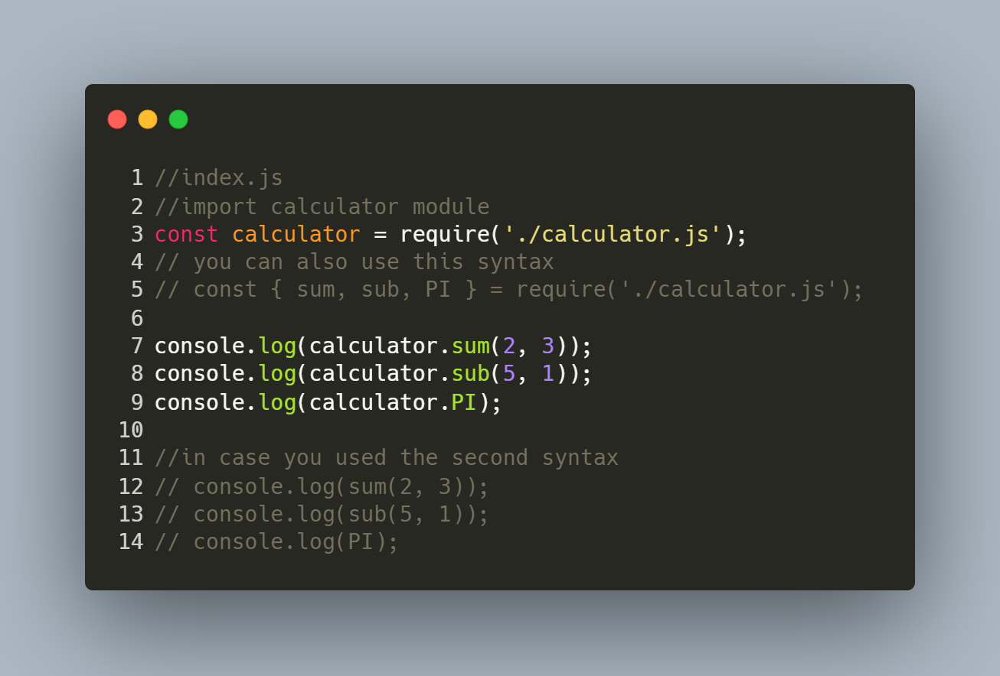 1 //index.js
2 //import calculator module
3 const calculator = require('./calculator.js');
4 // you can also use this syntax
5 // const { sum, sub, PI } = require('./calculator.js');
6
7 console.log(calculator.sum(2, 3));
8 console.log(calculator.sub(5, 1));
9 console.log(calculator.PI);
10
11 //in case you used the second syntax
12 // console.log(sum(2, 3));
13 // console.log(sub(5, 1));
14 // console.log(PI);